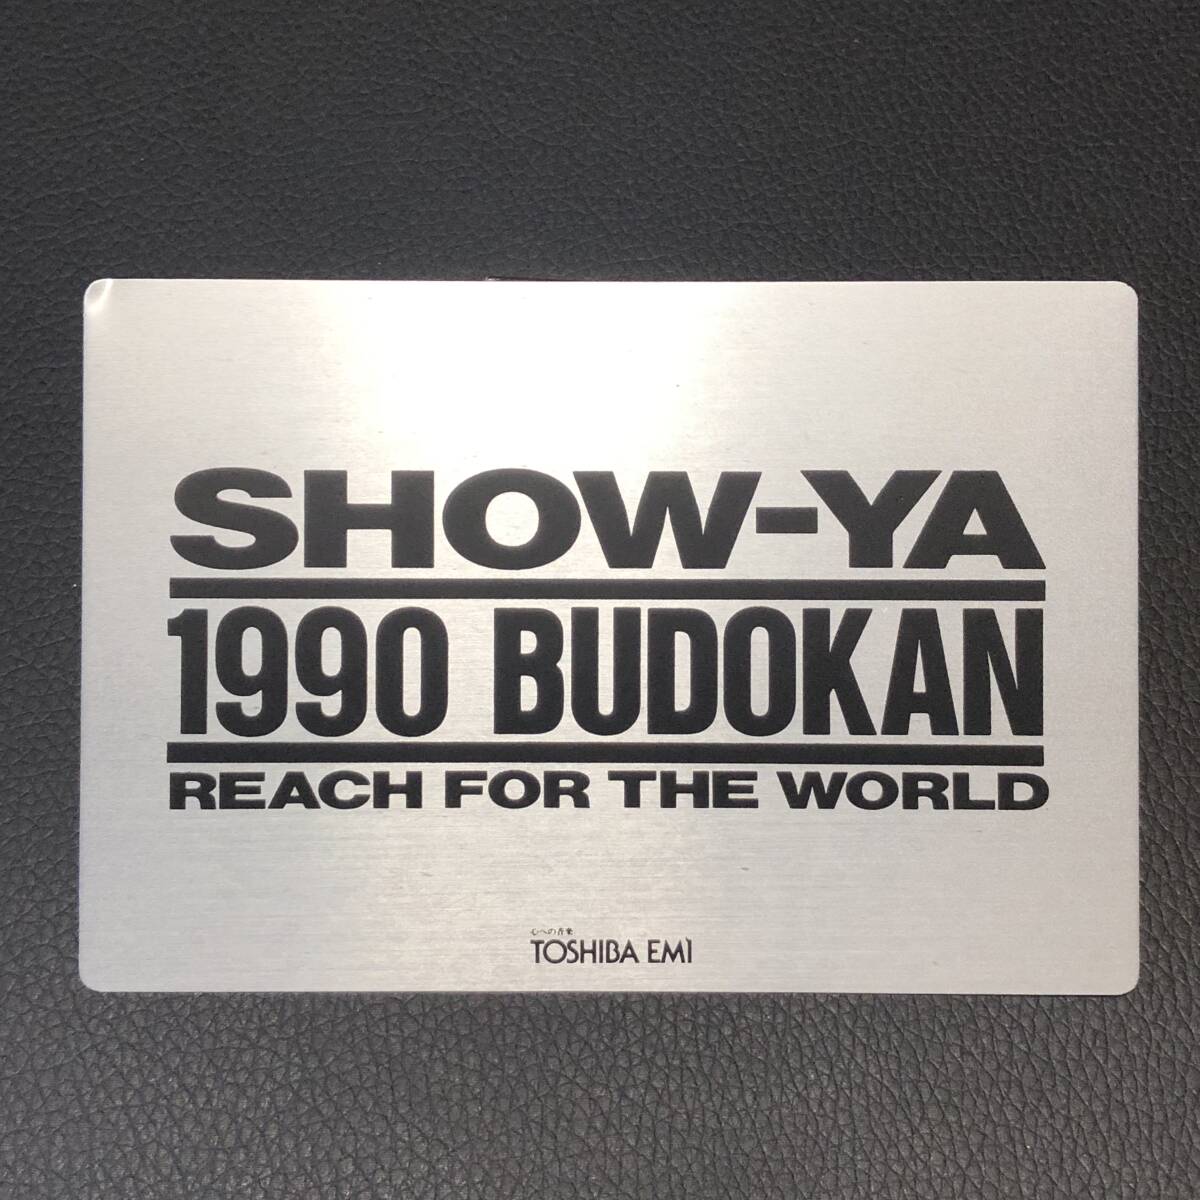 SHOW-YA
1990 BUDOKAN
REACH FOR THE WORLD
心への音楽
TOSHIBA EMI